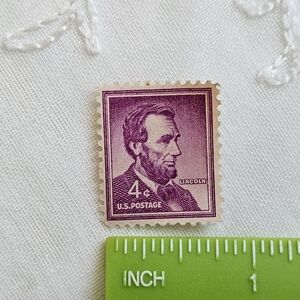 LINCOLN
4¢
U.S.POSTAGE
INCH 1